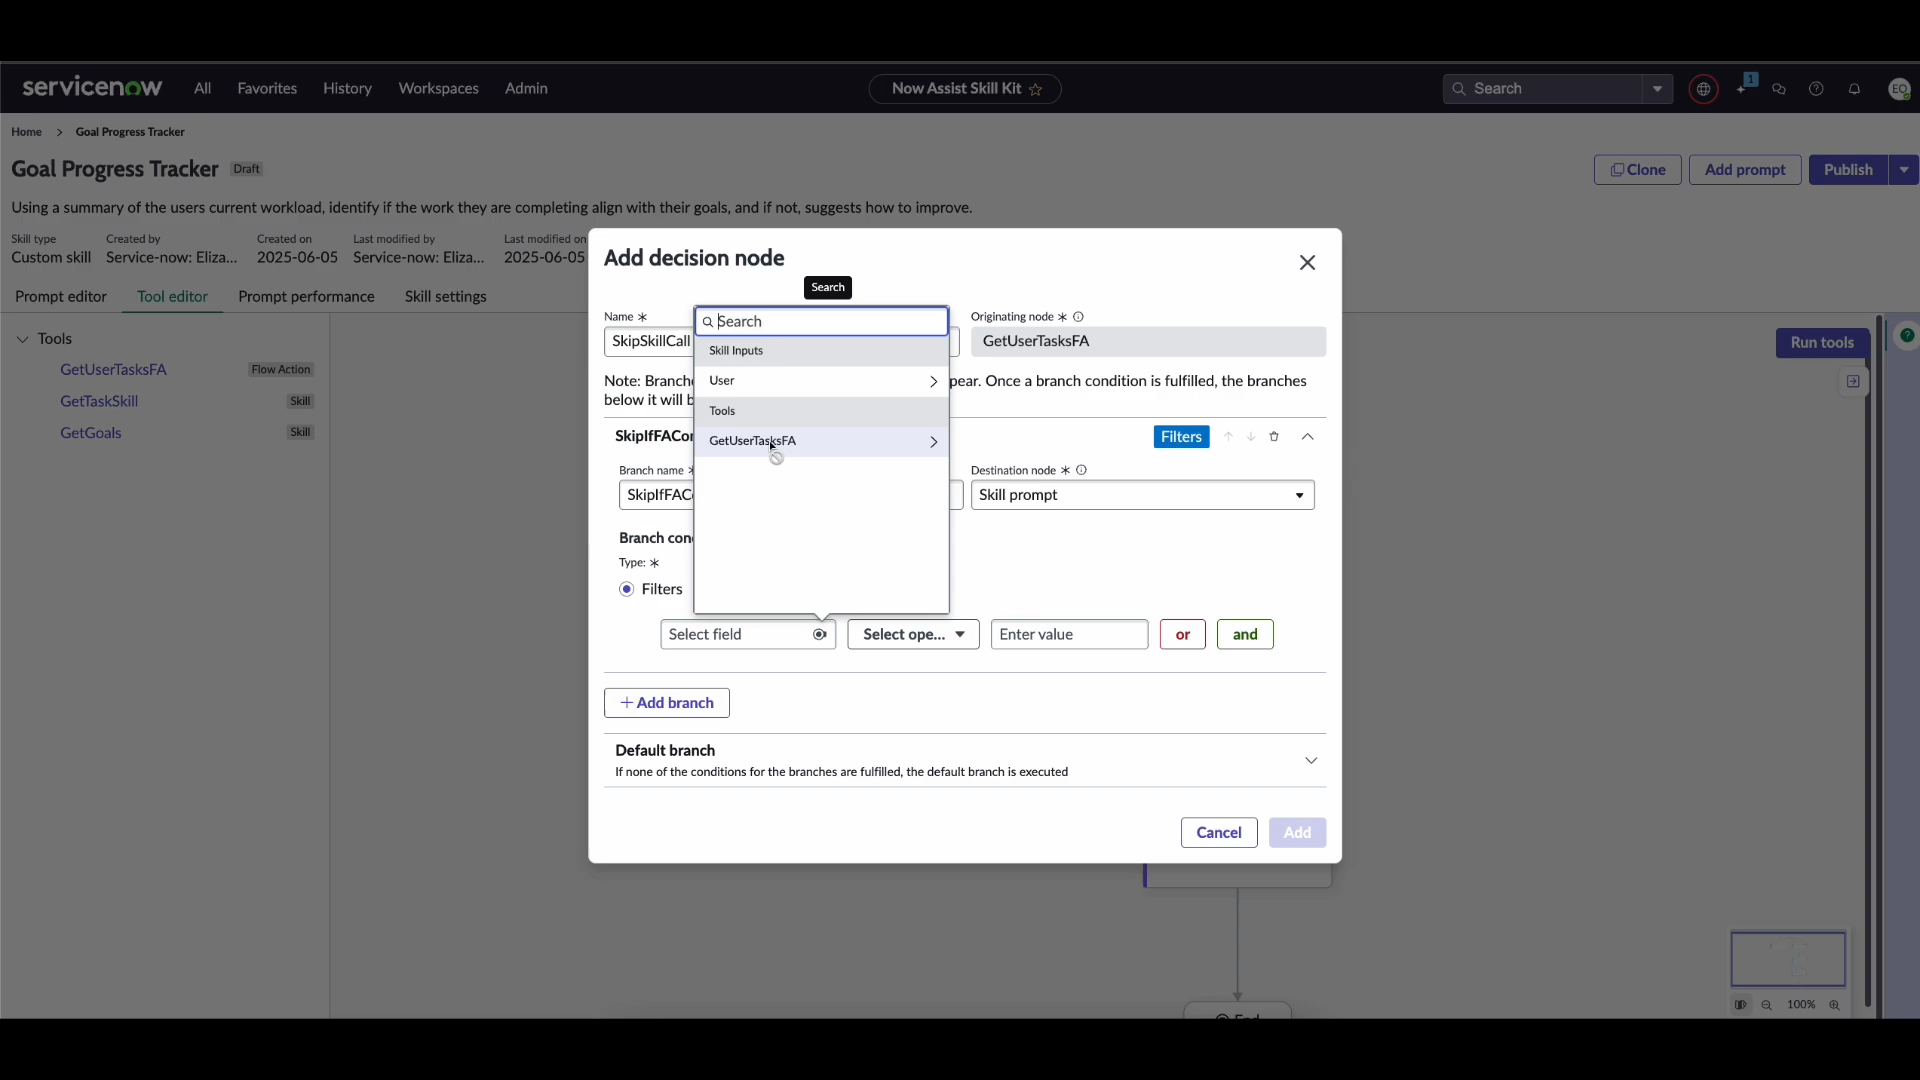 servicenow
All
Favorites
History
Workspaces
Admin
Now Assist Skill Kit
Search
1
EO
Home > Goal Progress Tracker
Goal Progress Tracker
Draft
Clone
Add prompt
Publish
Using a summary of the users current workload, identify if the work they are completing align with their goals, and if not, suggests how to improve.
Skill type
Created by
Created on
Last modified by
Last modified on
Custom skill
Service-now: Eliza...
2025-06-05
Service-now: Eliza...
2025-06-05
Prompt editor
Tool editor
Prompt performance
Skill settings
Tools
GetUserTasksFA
Flow Action
GetTaskSkill
Skill
GetGoals
Skill
Run tools
Add decision node
Search
Name *
Originating node *
SkipSkillCall
GetUserTasksFA
Search
Skill Inputs
User
Tools
GetUserTasksFA
Note: Branche
pear. Once a branch condition is fulfilled, the branches
below it will b
SkipIfFACo
Filters
Branch name *
Destination node *
SkipIfFAC
Skill prompt
Branch con
Type: *
Filters
Select field
Select ope...
Enter value
or
and
+ Add branch
Default branch
If none of the conditions for the branches are fulfilled, the default branch is executed
Cancel
Add
End
100%